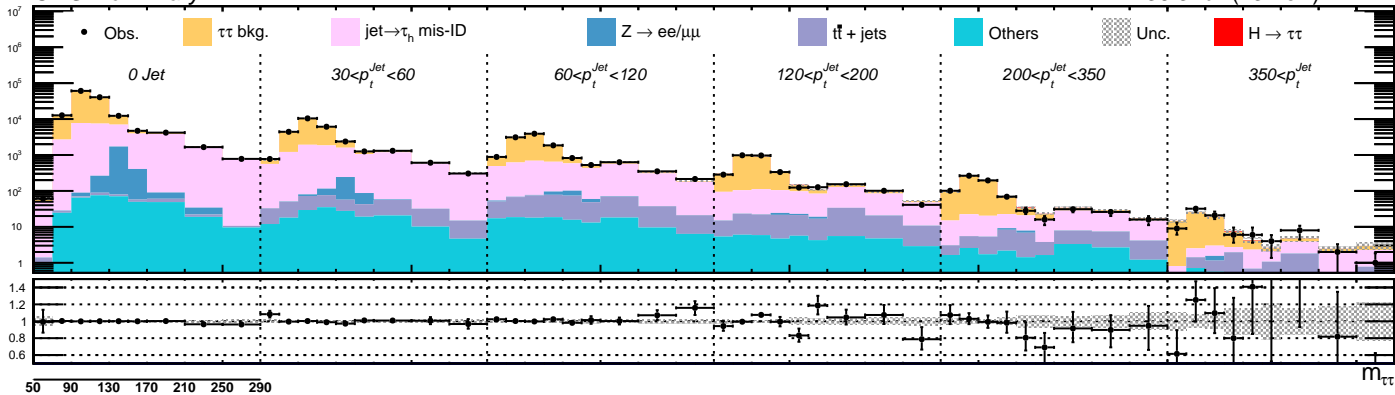 10⁷
10⁶
10⁵
10⁴
10³
10²
10
1
Obs.
ττ bkg.
jet→τh mis-ID
Z → ee/μμ
tt̄ + jets
Others
Unc.
H → ττ
0 Jet
30<p_t^Jet<60
60<p_t^Jet<120
120<p_t^Jet<200
200<p_t^Jet<350
350<p_t^Jet
1.4
1.2
1
0.8
0.6
50 90 130 170 210 250 290
m_ττ